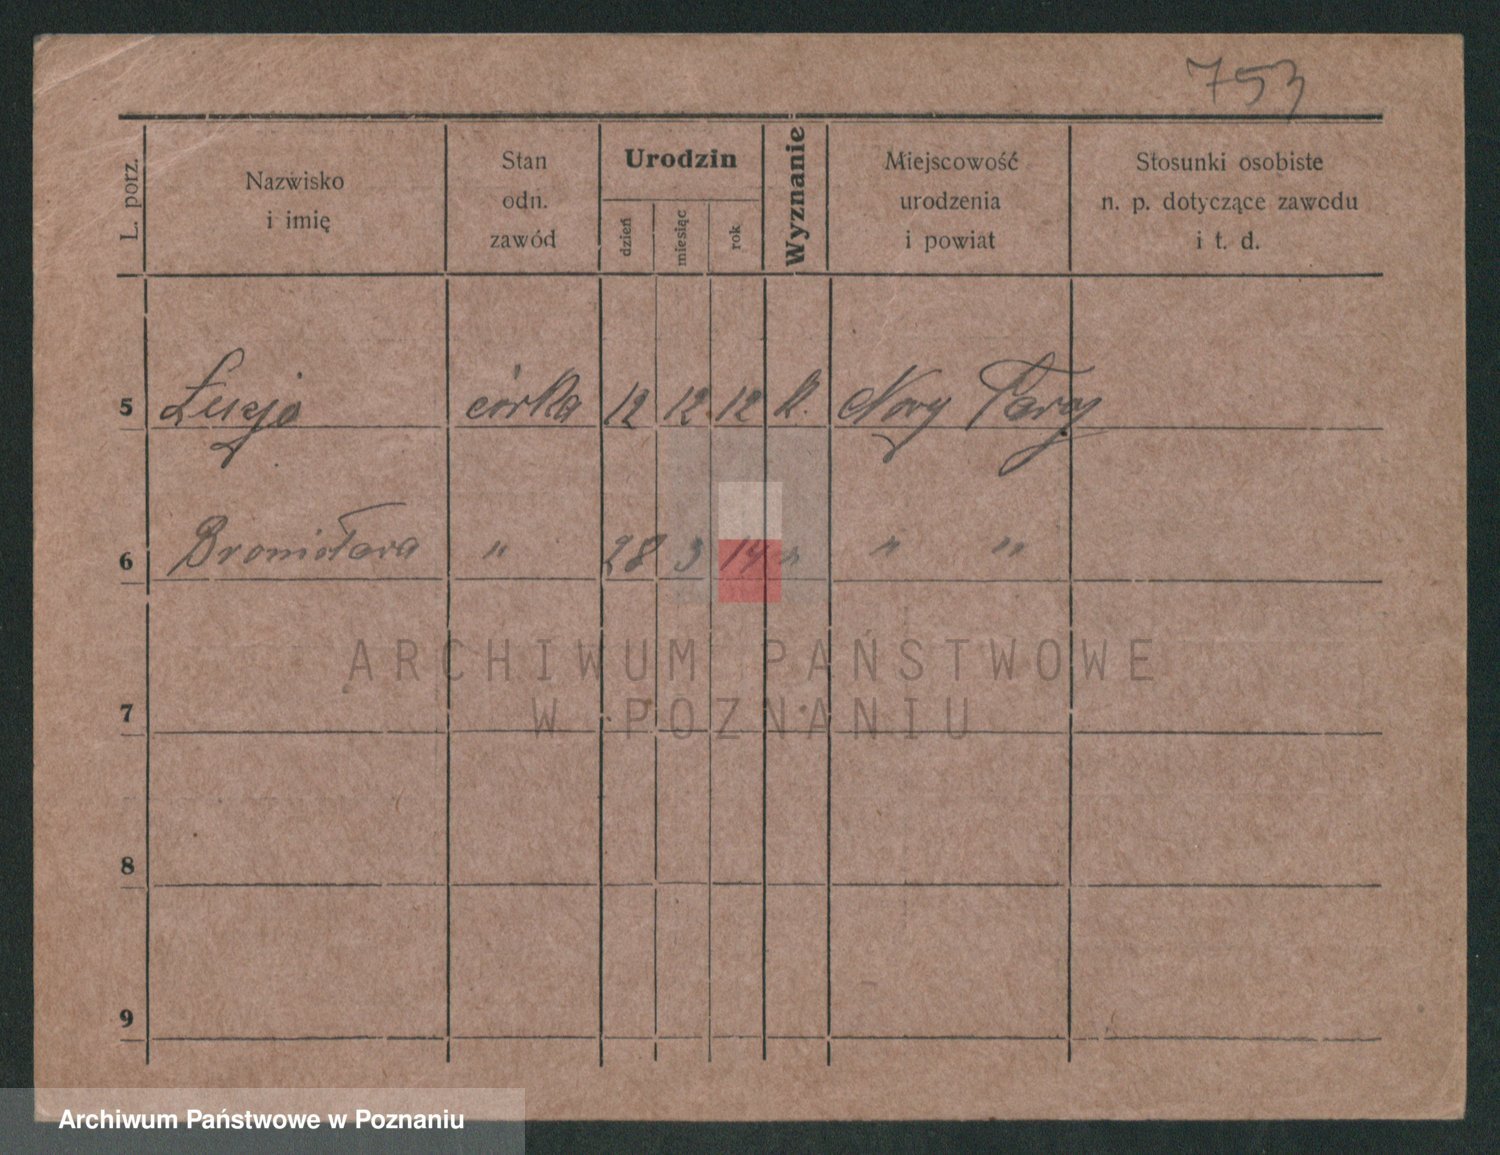 753
L. porz.
Nazwisko
i imię
Stan
odn.
zawód
Urodzin
dzień
miesiąc
rok
Wyznanie
Miejscowość
urodzenia
i powiat
Stosunki osobiste
n. p. dotyczące zawodu
i t. d.
5 Łucja córka 12 12 12 k. Nowy Targ
6 Bronisława " 28 3 14 " " "
7
8
9
ARCHIWUM PAŃSTWOWE
W POZNANIU
Archiwum Państwowe w Poznaniu